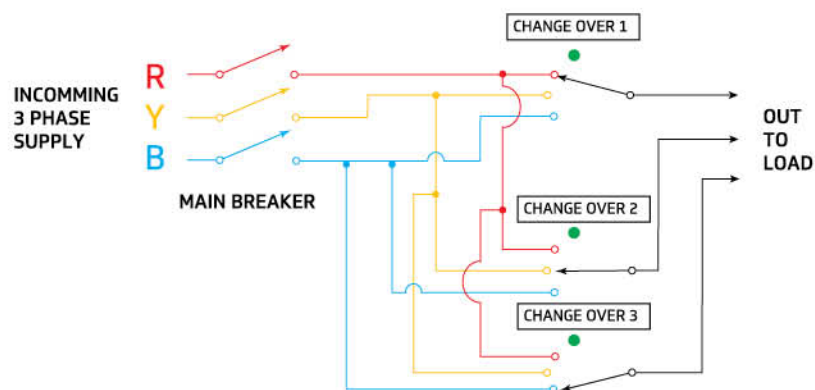 CHANGE OVER 1
R
INCOMMING
3 PHASE
SUPPLY
Y
B
OUT
TO
LOAD
MAIN BREAKER
CHANGE OVER 2
CHANGE OVER 3